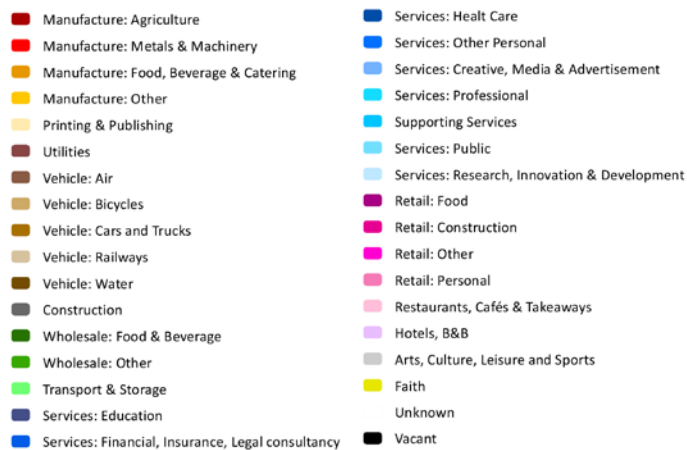 Manufacture: Agriculture
Manufacture: Metals & Machinery
Manufacture: Food, Beverage & Catering
Manufacture: Other
Printing & Publishing
Utilities
Vehicle: Air
Vehicle: Bicycles
Vehicle: Cars and Trucks
Vehicle: Railways
Vehicle: Water
Construction
Wholesale: Food & Beverage
Wholesale: Other
Transport & Storage
Services: Education
Services: Financial, Insurance, Legal consultancy
Services: Healt Care
Services: Other Personal
Services: Creative, Media & Advertisement
Services: Professional
Supporting Services
Services: Public
Services: Research, Innovation & Development
Retail: Food
Retail: Construction
Retail: Other
Retail: Personal
Restaurants, Cafés & Takeaways
Hotels, B&B
Arts, Culture, Leisure and Sports
Faith
Unknown
Vacant